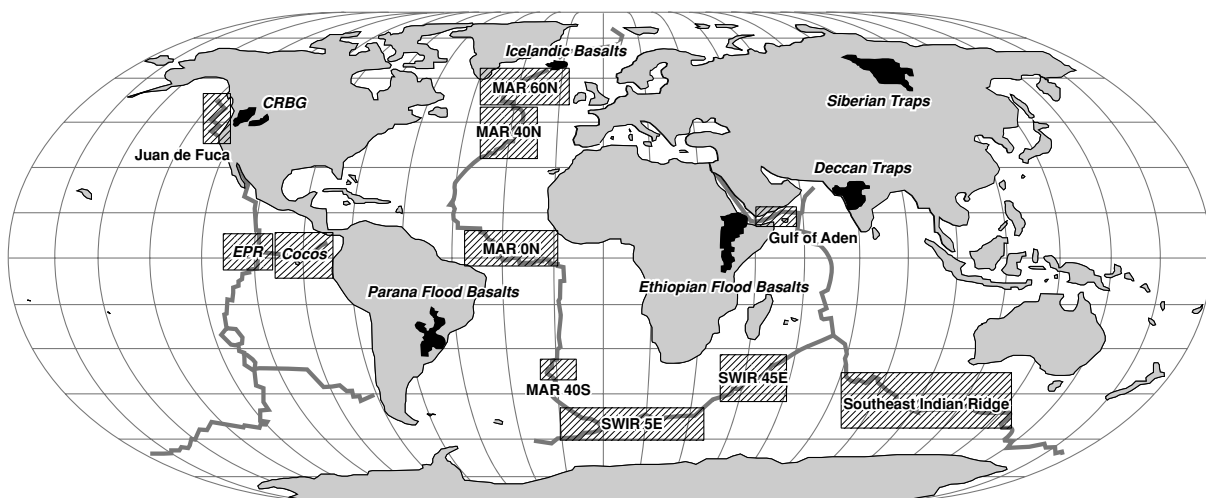 Icelandic Basalts
MAR 60N
CRBG
Siberian Traps
MAR 40N
Juan de Fuca
Deccan Traps
Gulf of Aden
EPR
Cocos
MAR 0N
Parana Flood Basalts
Ethiopian Flood Basalts
SWIR 45E
MAR 40S
Southeast Indian Ridge
SWIR 5E